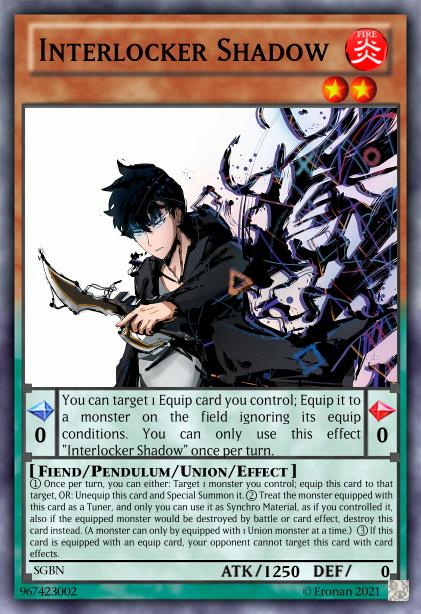 INTERLOCKER SHADOW
FIRE
炎
You can target 1 Equip card you control; Equip it to
a monster on the field ignoring its equip
conditions. You can only use this effect
"Interlocker Shadow" once per turn.
0
0
[ FIEND/PENDULUM/UNION/EFFECT ]
① Once per turn, you can either: Target 1 monster you control; equip this card to that
target, OR: Unequip this card and Special Summon it. ② Treat the monster equipped with
this card as a Tuner, and only you can use it as Synchro Material, as if you controlled it,
also if the equipped monster would be destroyed by battle or card effect, destroy this
card instead. (A monster can only by equipped with 1 Union monster at a time.) ③ If this
card is equipped with an equip card, your opponent cannot target this card with card
effects.
SGBN
ATK/1250 DEF/ 0
967423002
© Eronan 2021